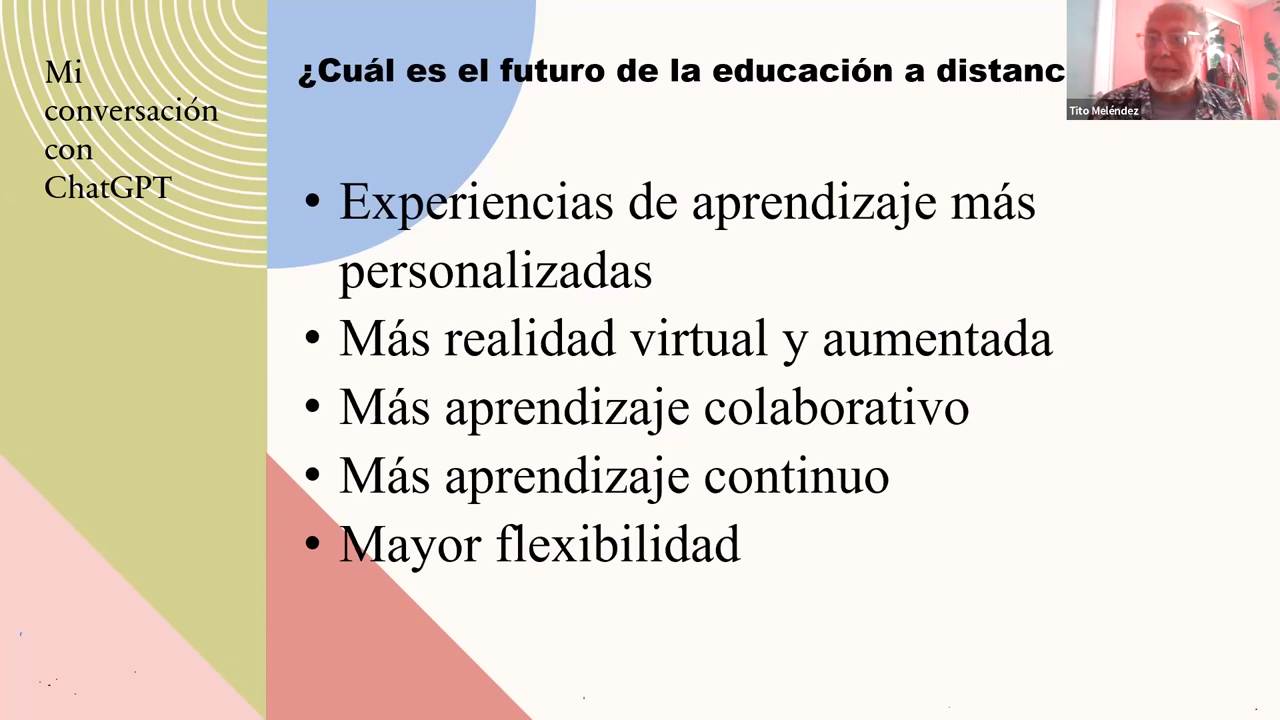 Mi
conversación
con
ChatGPT
¿Cuál es el futuro de la educación a distanc
Tito Meléndez
• Experiencias de aprendizaje más
personalizadas
• Más realidad virtual y aumentada
• Más aprendizaje colaborativo
• Más aprendizaje continuo
• Mayor flexibilidad